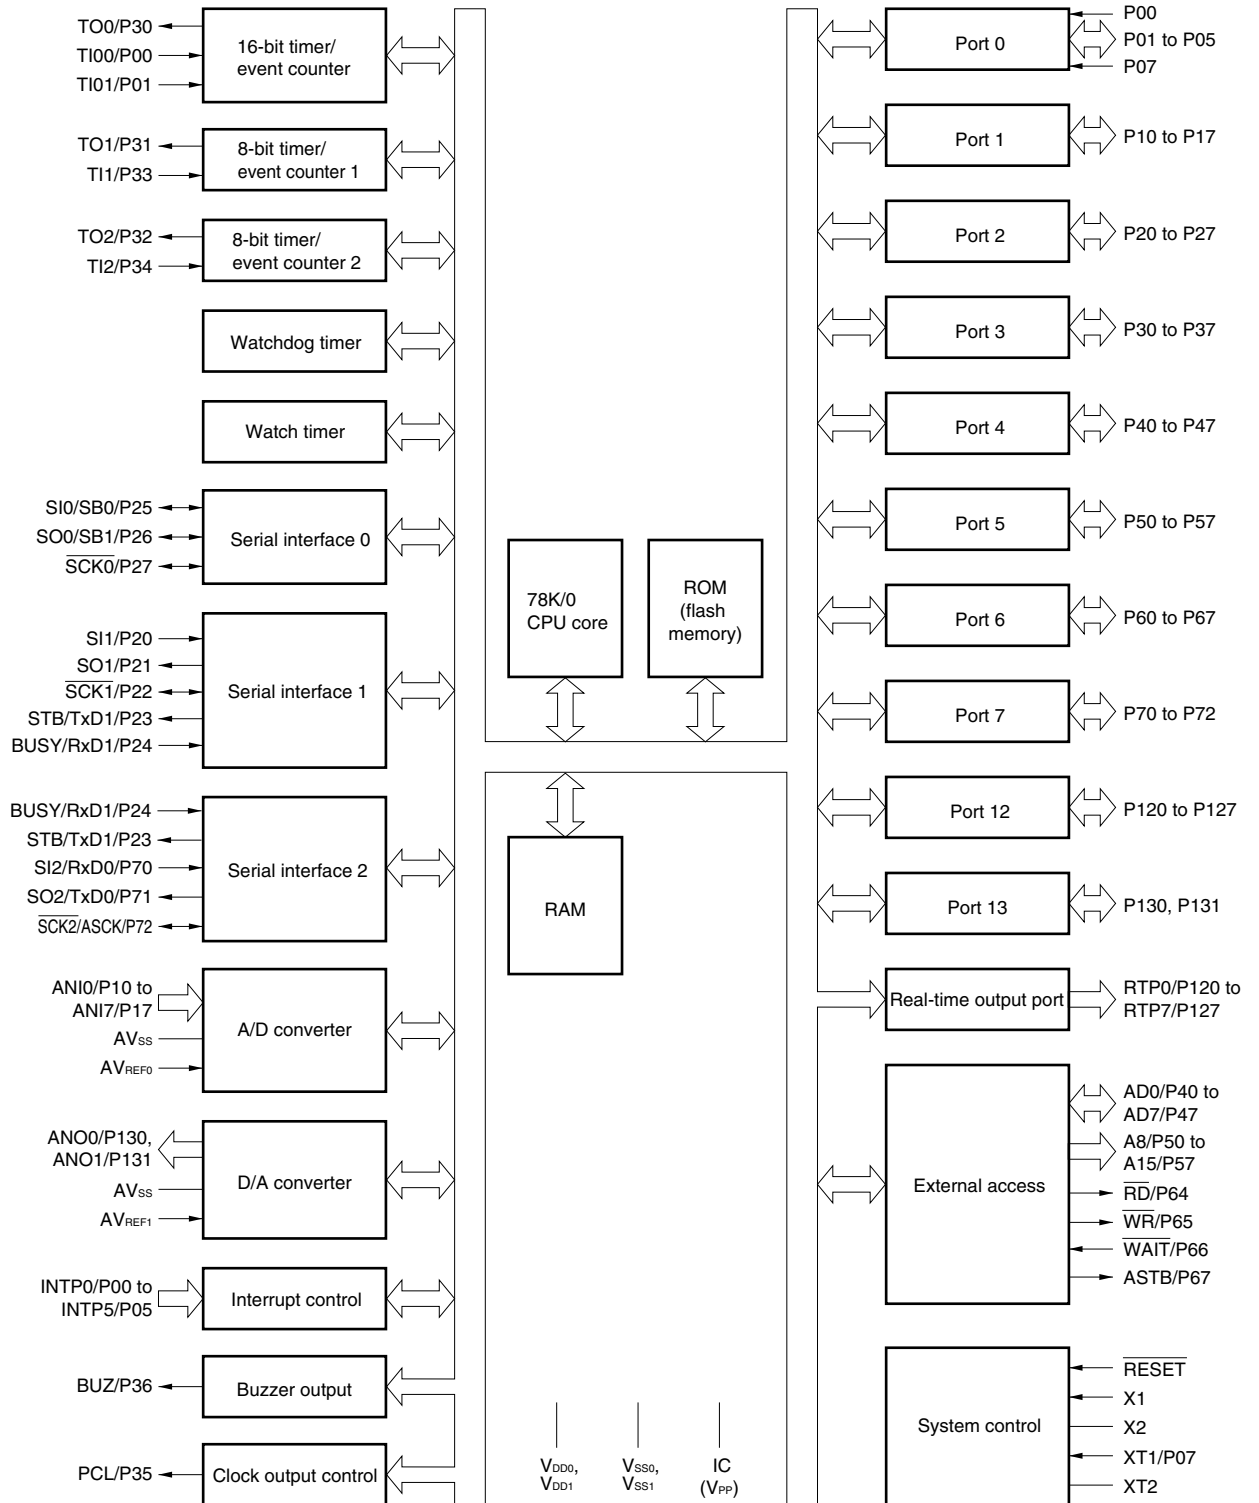 TO0/P30
TI00/P00
TI01/P01
16-bit timer/
event counter
TO1/P31
TI1/P33
8-bit timer/
event counter 1
TO2/P32
TI2/P34
8-bit timer/
event counter 2
Watchdog timer
Watch timer
SI0/SB0/P25
SO0/SB1/P26
SCK0/P27
Serial interface 0
SI1/P20
SO1/P21
SCK1/P22
STB/TxD1/P23
BUSY/RxD1/P24
Serial interface 1
BUSY/RxD1/P24
STB/TxD1/P23
SI2/RxD0/P70
SO2/TxD0/P71
SCK2/ASCK/P72
Serial interface 2
ANI0/P10 to
ANI7/P17
AVSS
AVREF0
A/D converter
ANO0/P130,
ANO1/P131
AVSS
AVREF1
D/A converter
INTP0/P00 to
INTP5/P05
Interrupt control
BUZ/P36
Buzzer output
PCL/P35
Clock output control
78K/0
CPU core
ROM
(flash
memory)
RAM
VDD0,
VDD1
VSS0,
VSS1
IC
(VPP)
Port 0
P00
P01 to P05
P07
Port 1
P10 to P17
Port 2
P20 to P27
Port 3
P30 to P37
Port 4
P40 to P47
Port 5
P50 to P57
Port 6
P60 to P67
Port 7
P70 to P72
Port 12
P120 to P127
Port 13
P130, P131
Real-time output port
RTP0/P120 to
RTP7/P127
External access
AD0/P40 to
AD7/P47
A8/P50 to
A15/P57
RD/P64
WR/P65
WAIT/P66
ASTB/P67
System control
RESET
X1
X2
XT1/P07
XT2